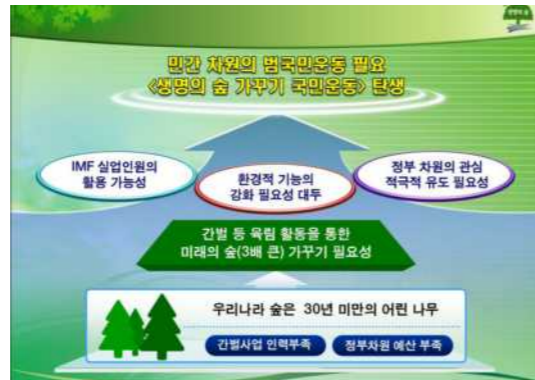 생명의 숲
민간 차원의 범국민운동 필요
<생명의 숲 가꾸기 국민운동> 탄생
IMF 실업인원의
활용 가능성
환경적 기능의
강화 필요성 대두
정부 차원의 관심
적극적 유도 필요성
간벌 등 육림 활동을 통한
미래의 숲(3배 큰) 가꾸기 필요성
우리나라 숲은 30년 미만의 어린 나무
간벌사업 인력부족
정부차원 예산 부족